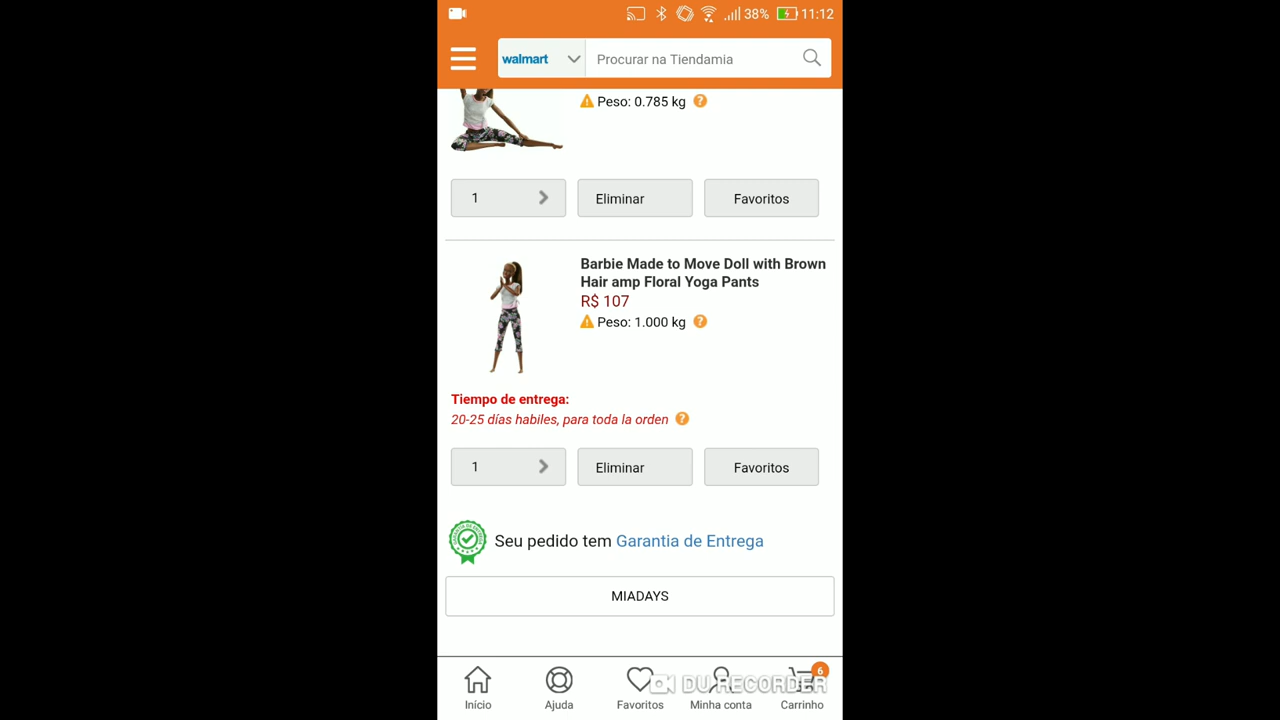 38% 11:12
walmart Procurar na Tiendamia
Peso: 0.785 kg ?
1 Eliminar Favoritos
Barbie Made to Move Doll with Brown
Hair amp Floral Yoga Pants
R$ 107
Peso: 1.000 kg ?
Tiempo de entrega:
20-25 días habiles, para toda la orden ?
1 Eliminar Favoritos
Seu pedido tem Garantia de Entrega
MIADAYS
6
DU RECORDER
Início Ajuda Favoritos Minha conta Carrinho